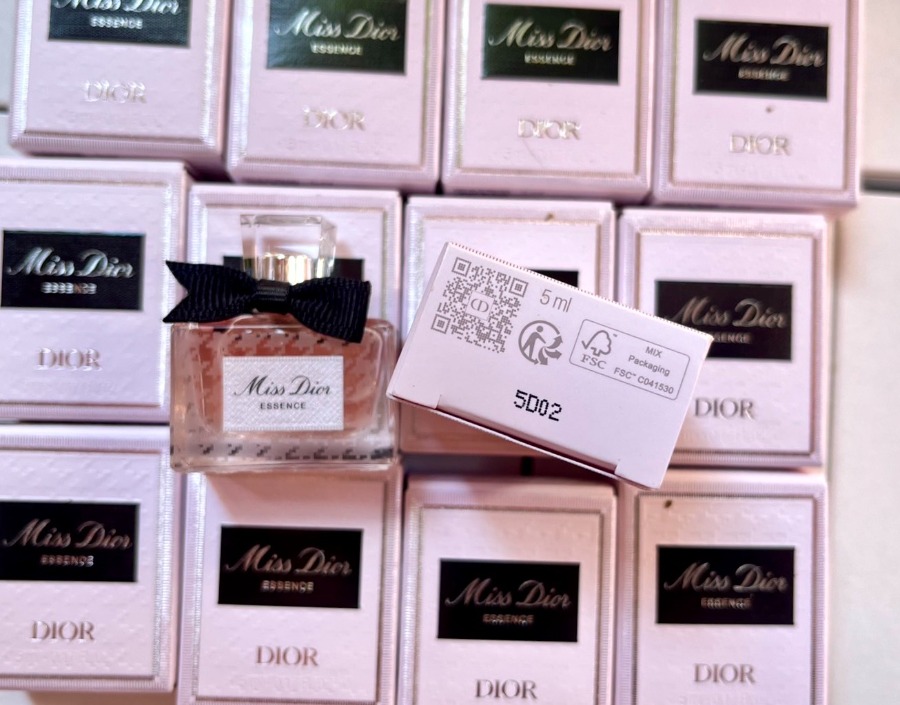 Miss Dior
ESSENCE
DIOR
Miss Dior
ESSENCE
DIOR
Miss Dior
ESSENCE
DIOR
Miss Dior
ESSENCE
DIOR
Miss Dior
ESSENCE
DIOR
Miss Dior
ESSENCE
5 ml
FSC
MIX
Packaging
FSC™ C041530
5D02
Miss Dior
ESSENCE
DIOR
Miss Dior
ESSENCE
DIOR
Miss Dior
ESSENCE
DIOR
Miss Dior
ESSENCE
DIOR
Miss Dior
ESSENCE
DIOR